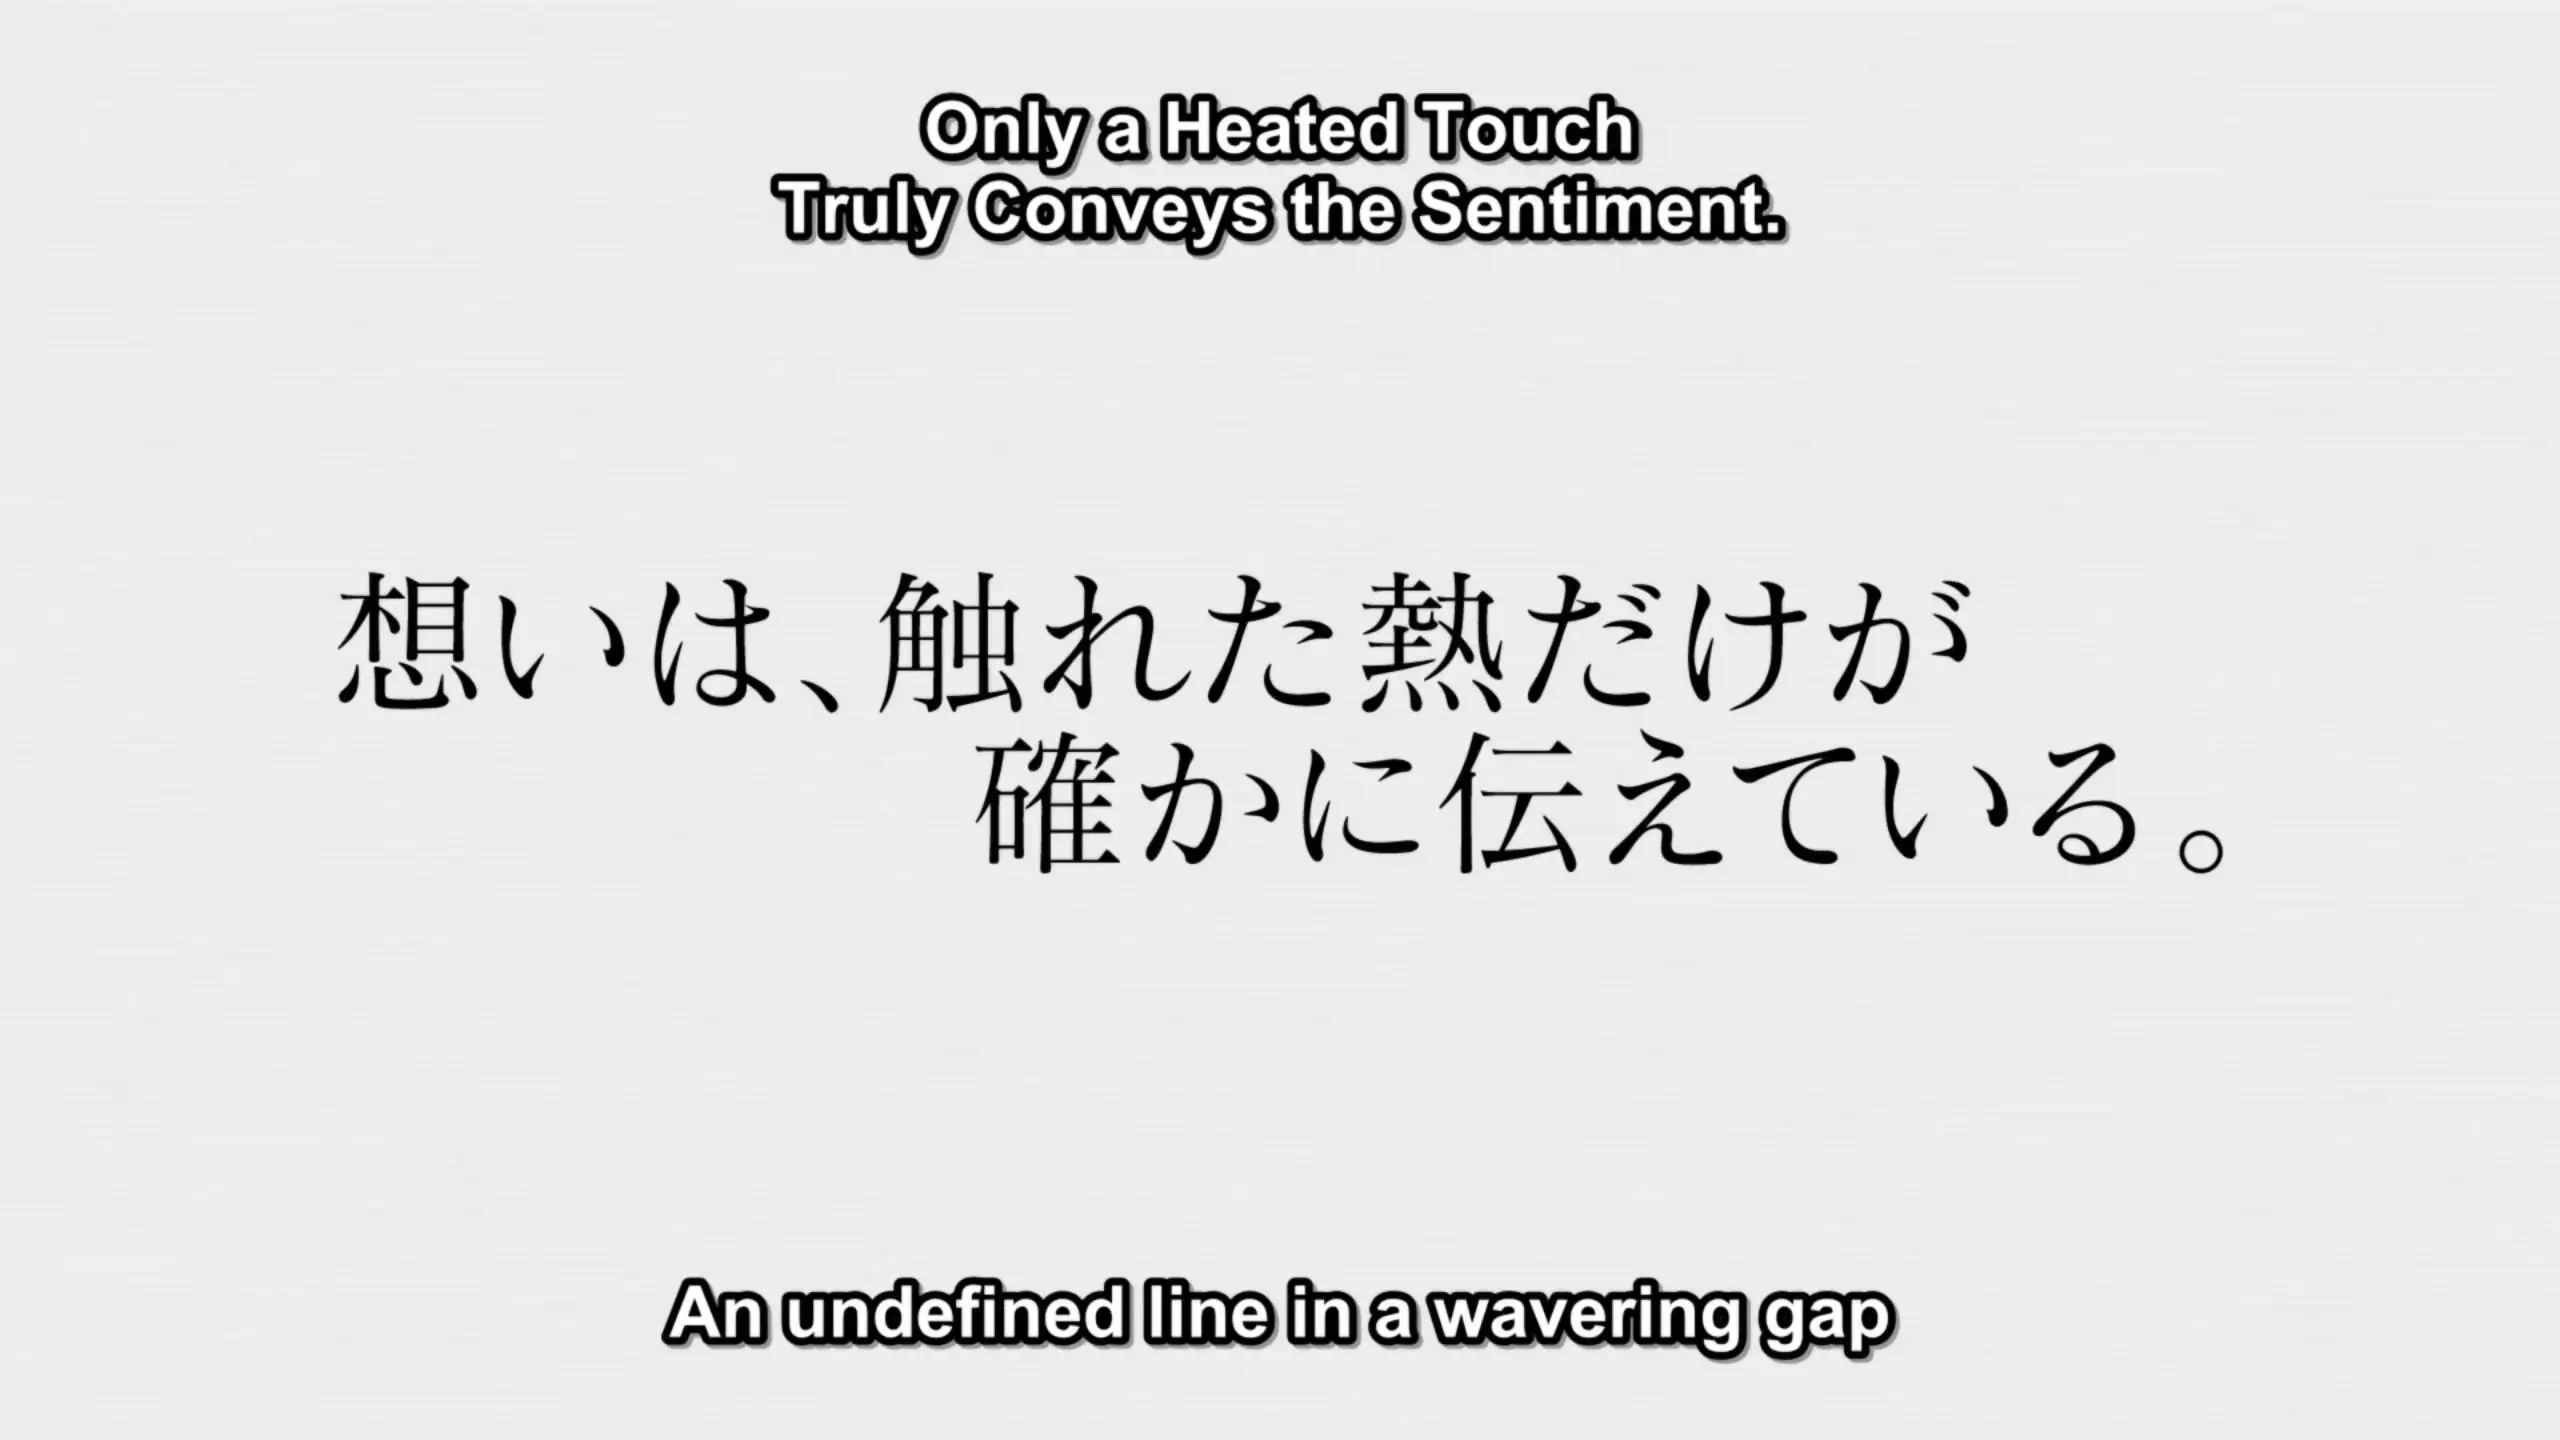 Only a Heated Touch
Truly Conveys the Sentiment.
想いは、触れた熱だけが
確かに伝えている。
An undefined line in a wavering gap